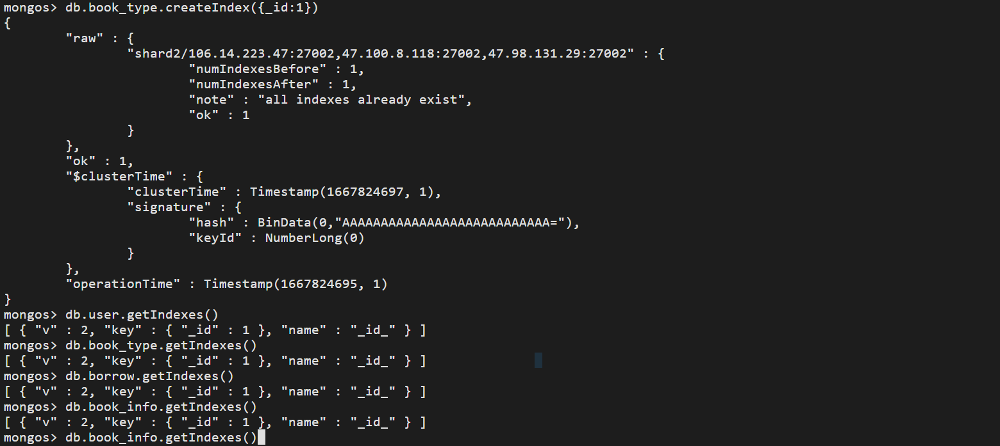 mongos> db.book_type.createIndex({_id:1})
{
        "raw" : {
                "shard2/106.14.223.47:27002,47.100.8.118:27002,47.98.131.29:27002" : {
                        "numIndexesBefore" : 1,
                        "numIndexesAfter" : 1,
                        "note" : "all indexes already exist",
                        "ok" : 1
                }
        },
        "ok" : 1,
        "$clusterTime" : {
                "clusterTime" : Timestamp(1667824697, 1),
                "signature" : {
                        "hash" : BinData(0,"AAAAAAAAAAAAAAAAAAAAAAAAAAA="),
                        "keyId" : NumberLong(0)
                }
        },
        "operationTime" : Timestamp(1667824695, 1)
}
mongos> db.user.getIndexes()
[ { "v" : 2, "key" : { "_id" : 1 }, "name" : "_id_" } ]
mongos> db.book_type.getIndexes()
[ { "v" : 2, "key" : { "_id" : 1 }, "name" : "_id_" } ]
mongos> db.borrow.getIndexes()
[ { "v" : 2, "key" : { "_id" : 1 }, "name" : "_id_" } ]
mongos> db.book_info.getIndexes()
[ { "v" : 2, "key" : { "_id" : 1 }, "name" : "_id_" } ]
mongos> db.book_info.getIndexes()